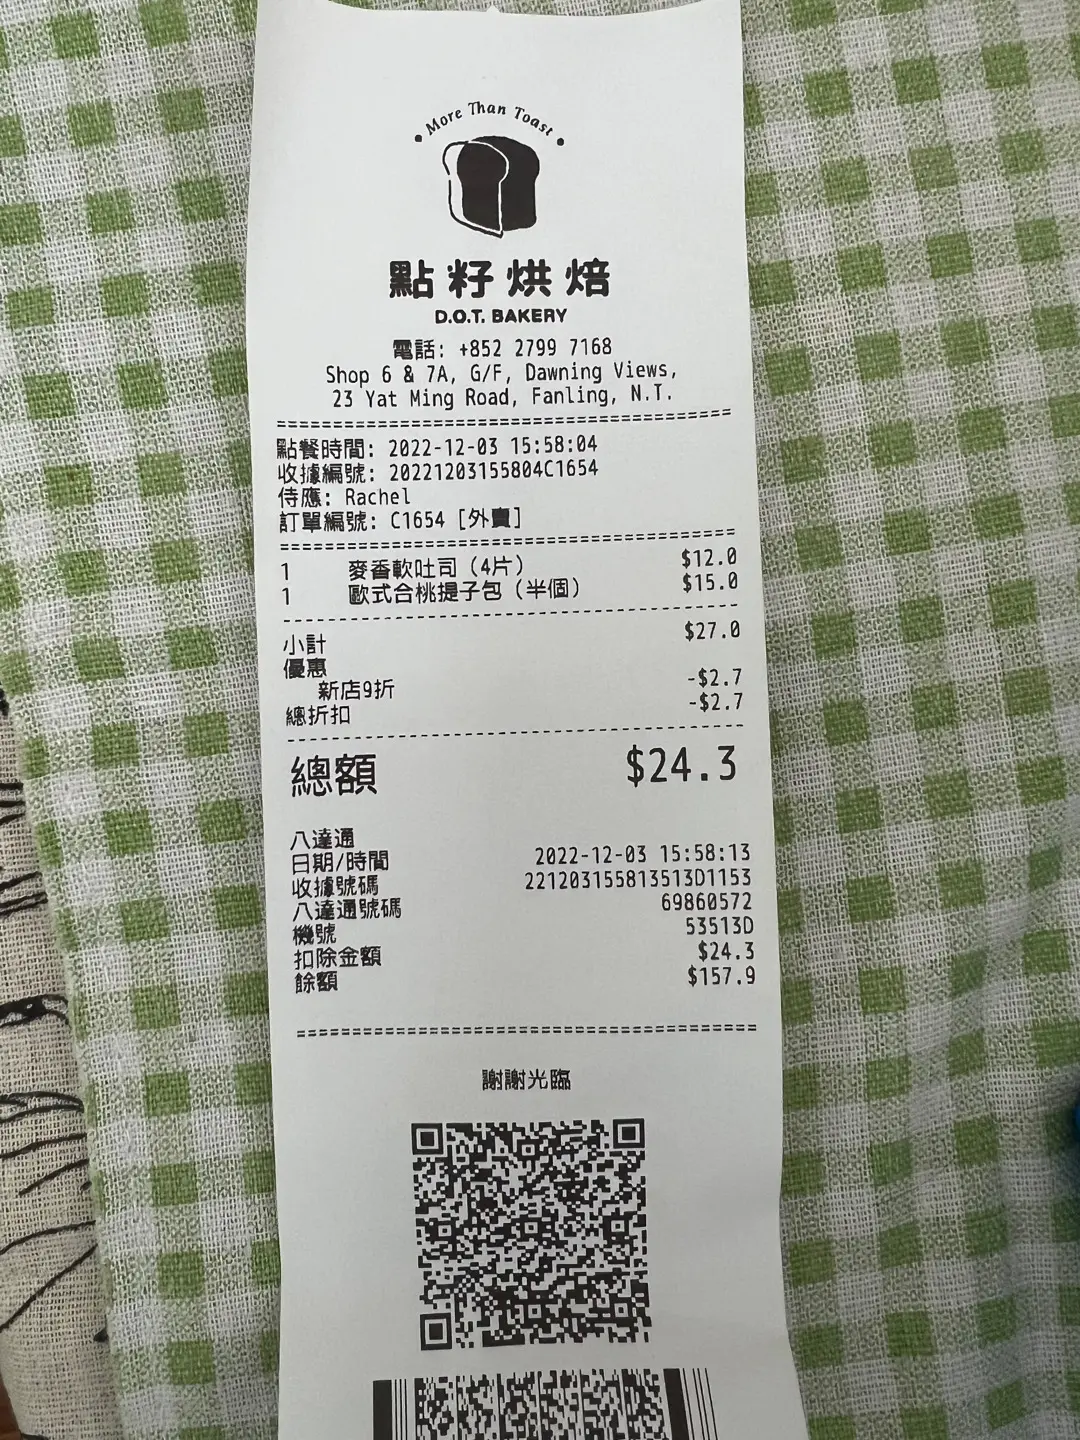 More Than Toast
點籽烘焙
D.O.T. BAKERY
電話: +852 2799 7168
Shop 6 & 7A, G/F, Dawning Views,
23 Yat Ming Road, Fanling, N.T.
點餐時間: 2022-12-03 15:58:04
收據編號: 20221203155804C1654
侍應: Rachel
訂單編號: C1654 [外賣]
1 麥香軟吐司 (4片) $12.0
1 歐式合桃提子包 (半個) $15.0
小計 $27.0
優惠
新店9折 -$2.7
總折扣 -$2.7
總額 $24.3
八達通
日期/時間 2022-12-03 15:58:13
收據號碼 221203155813513D1153
八達通號碼 69860572
機號 53513D
扣除金額 $24.3
餘額 $157.9
謝謝光臨